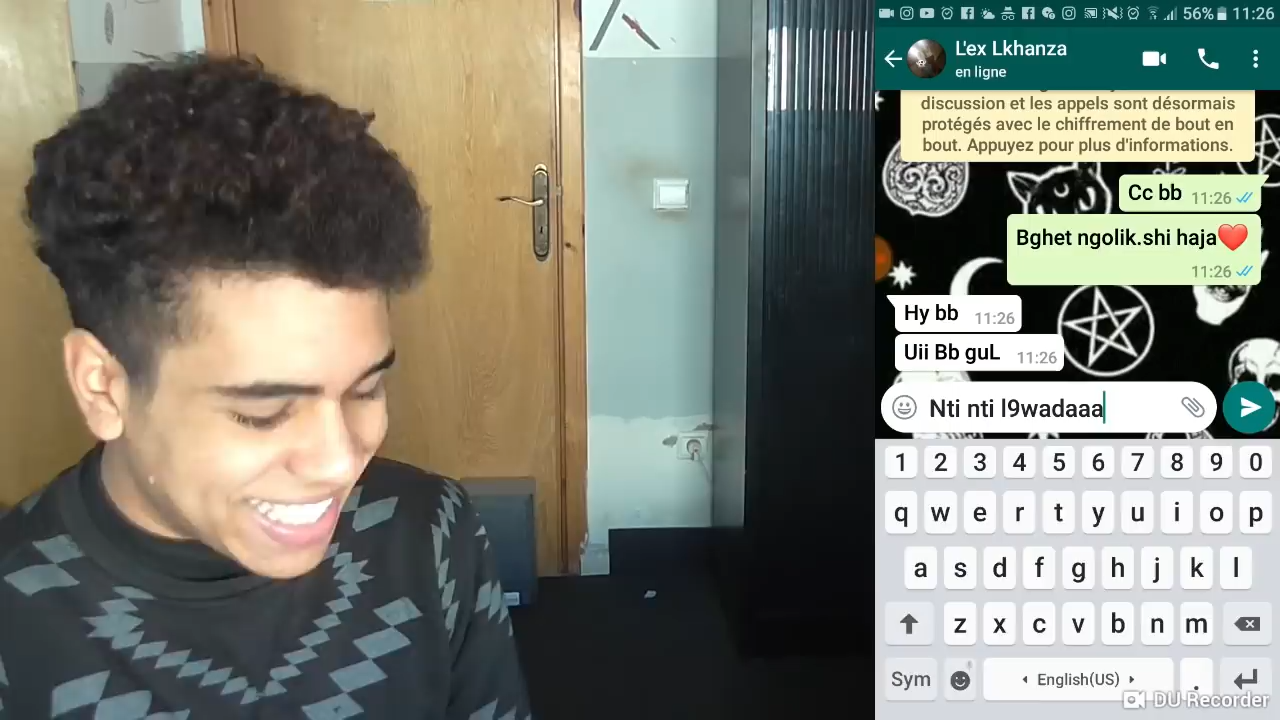 56% 11:26
L'ex Lkhanza
en ligne
discussion et les appels sont désormais
protégés avec le chiffrement de bout en
bout. Appuyez pour plus d'informations.
Cc bb 11:26
Bghet ngolik.shi haja❤️
11:26
Hy bb 11:26
Uii Bb guL 11:26
Nti nti l9wadaaa
1 2 3 4 5 6 7 8 9 0
q w e r t y u i o p
a s d f g h j k l
z x c v b n m
Sym English(US) .
DU Recorder